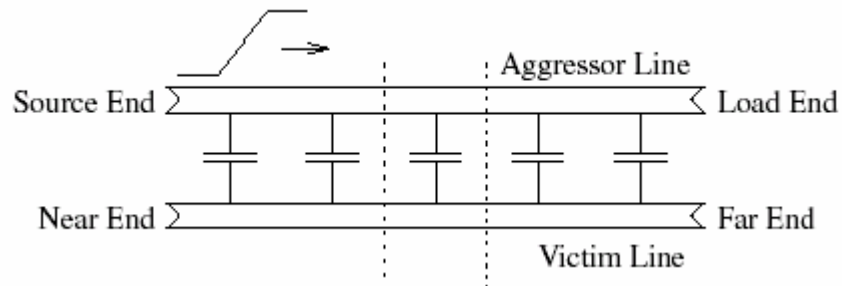 Aggressor Line
Source End
Load End
Near End
Far End
Victim Line